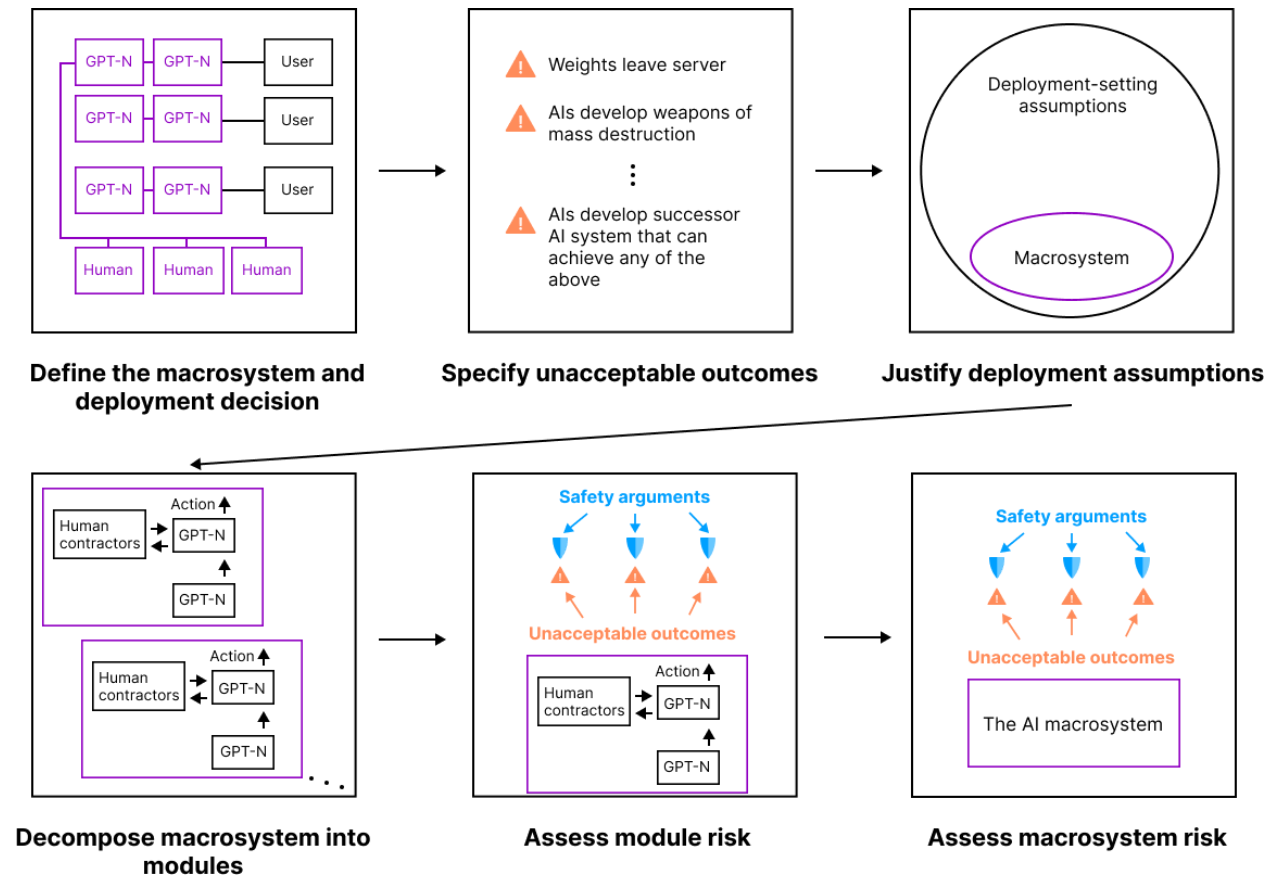 GPT-N GPT-N User
GPT-N GPT-N User
GPT-N GPT-N User
Human Human Human
Define the macrosystem and
deployment decision
Weights leave server
AIs develop weapons of
mass destruction
AIs develop successor
AI system that can
achieve any of the
above
Specify unacceptable outcomes
Deployment-setting
assumptions
Macrosystem
Justify deployment assumptions
Action
Human
contractors
GPT-N
GPT-N
Action
Human
contractors
GPT-N
GPT-N
Decompose macrosystem into
modules
Safety arguments
Unacceptable outcomes
Action
Human
contractors
GPT-N
GPT-N
Assess module risk
Safety arguments
Unacceptable outcomes
The AI macrosystem
Assess macrosystem risk